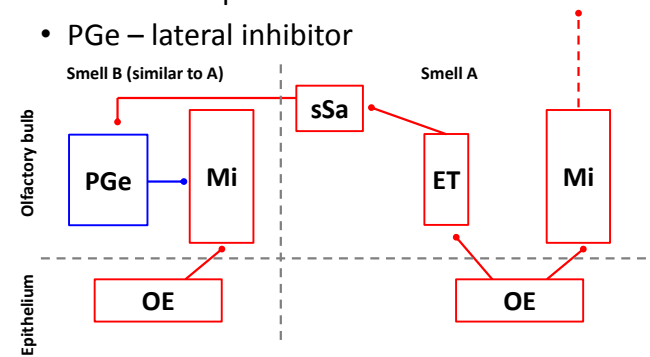 • PGe – lateral inhibitor
Smell B (similar to A)
Smell A
Olfactory bulb
sSa
PGe
Mi
ET
Mi
Epithelium
OE
OE